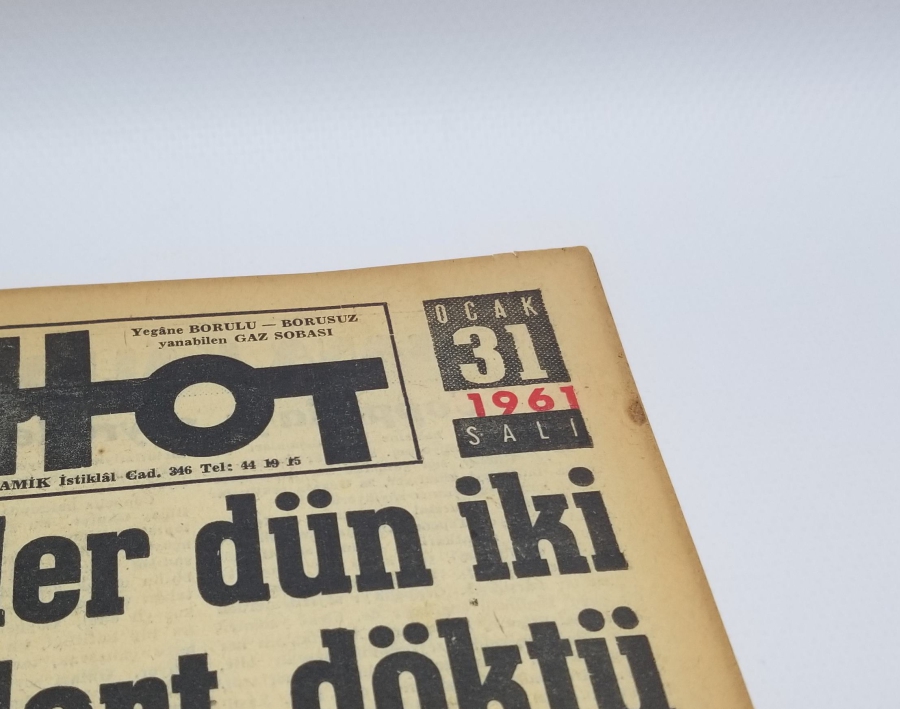 Yegâne BORULU — BORUSUZ
yanabilen GAZ SOBASI
HOT
AMİK İstiklâl Cad. 346 Tel: 44 19 15
OCAK
31
1961
SALI
ler dün iki
döktü